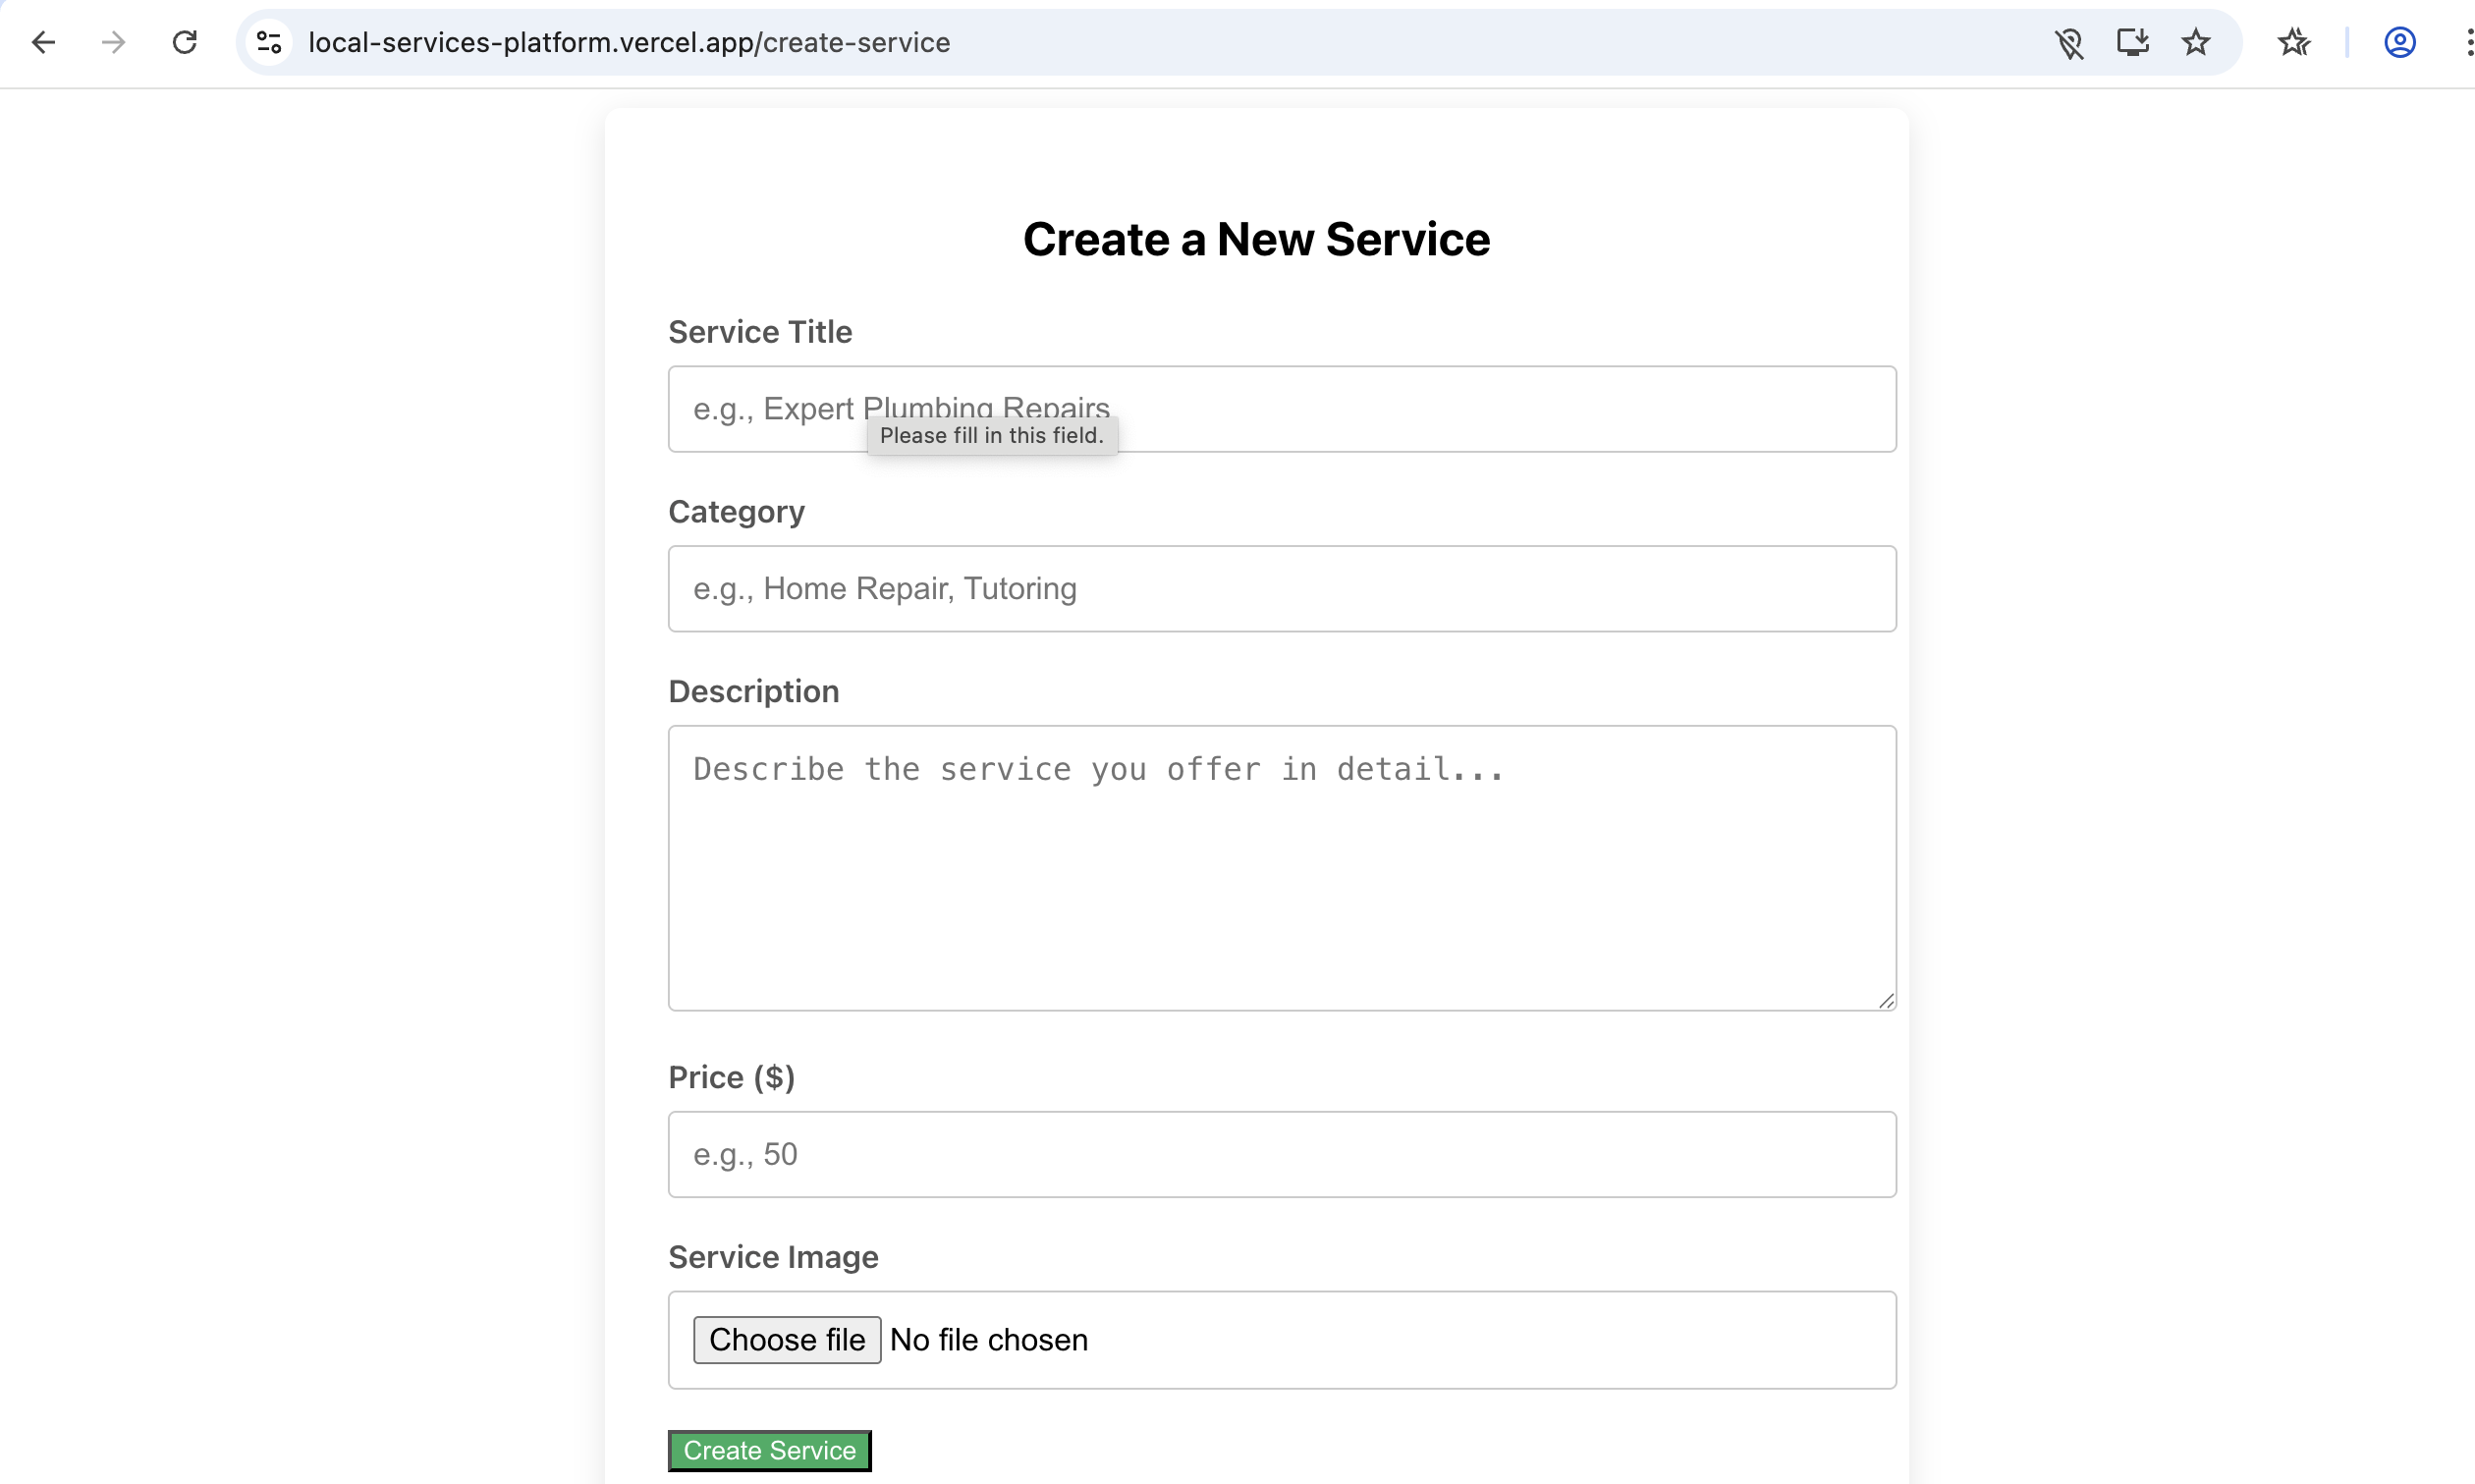 local-services-platform.vercel.app/create-service
Create a New Service
Service Title
e.g., Expert Plumbing Repairs
Please fill in this field.
Category
e.g., Home Repair, Tutoring
Description
Describe the service you offer in detail...
Price ($)
e.g., 50
Service Image
Choose file No file chosen
Create Service